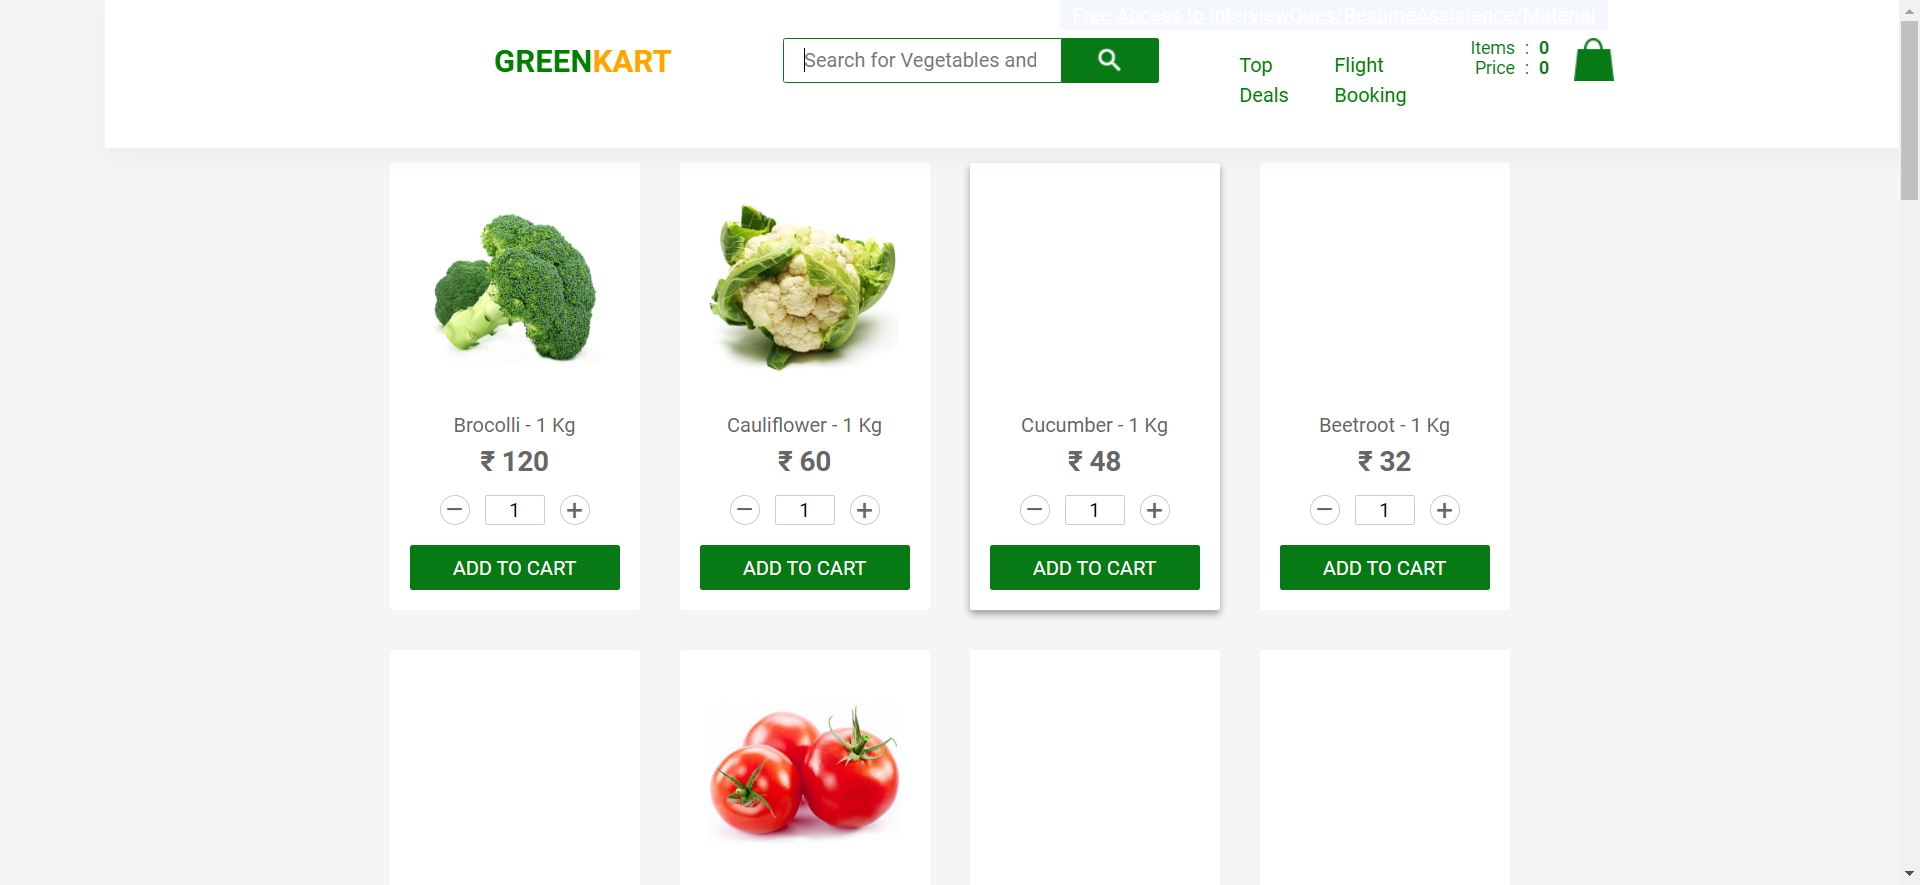 Free Access to InterviewQues/ResumeAssistance/Material
GREENKART
Search for Vegetables and
Top
Deals
Flight
Booking
Items : 0
Price : 0
Brocolli - 1 Kg
₹ 120
1
ADD TO CART
Cauliflower - 1 Kg
₹ 60
1
ADD TO CART
Cucumber - 1 Kg
₹ 48
1
ADD TO CART
Beetroot - 1 Kg
₹ 32
1
ADD TO CART